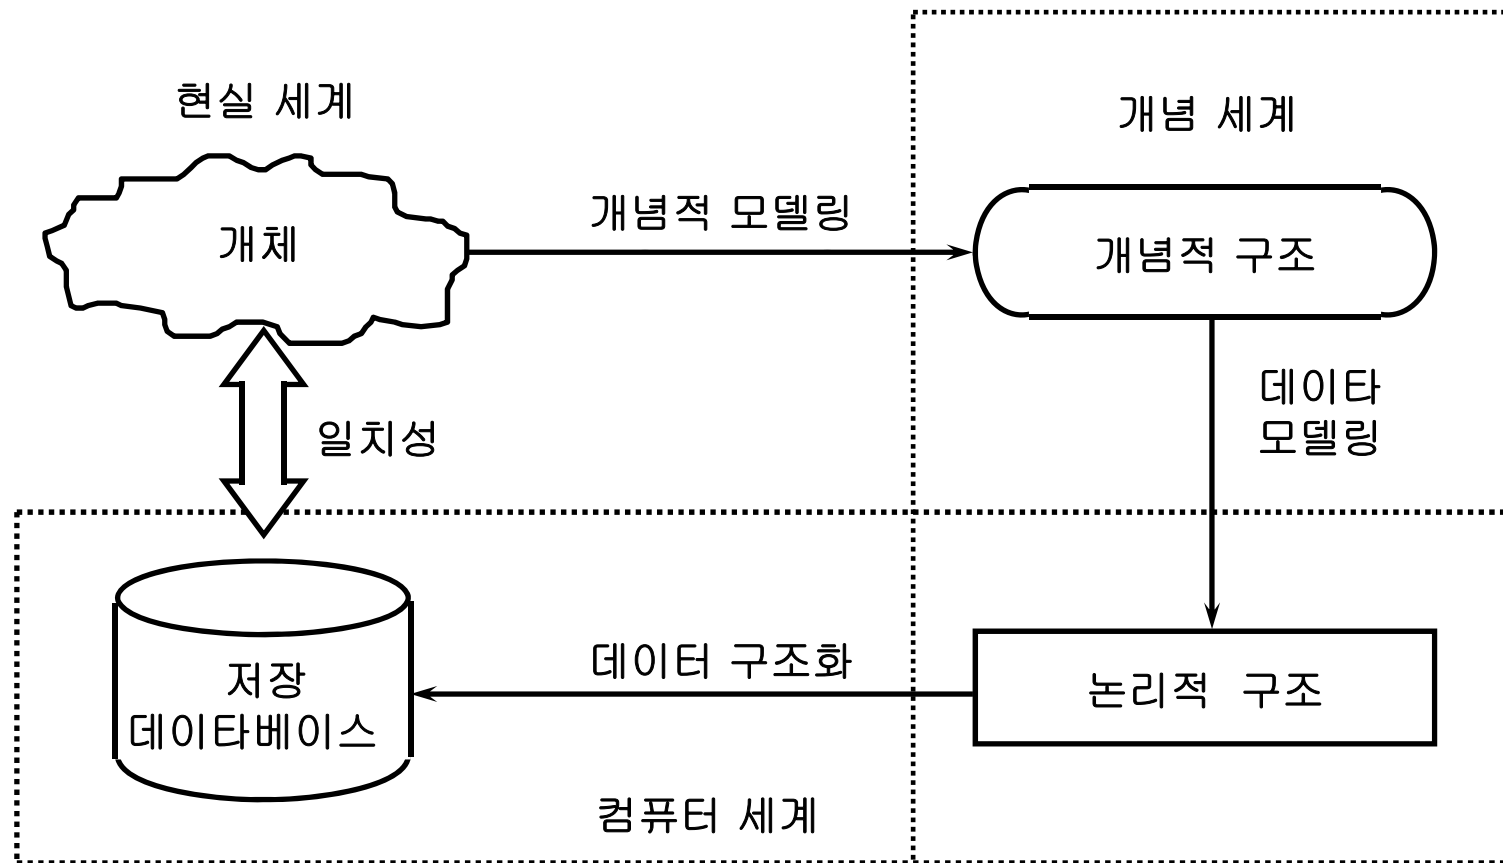 현실 세계
개념 세계
개체
개념적 모델링
개념적 구조
데이타
모델링
일치성
저장
데이타베이스
데이터 구조화
논리적 구조
컴퓨터 세계